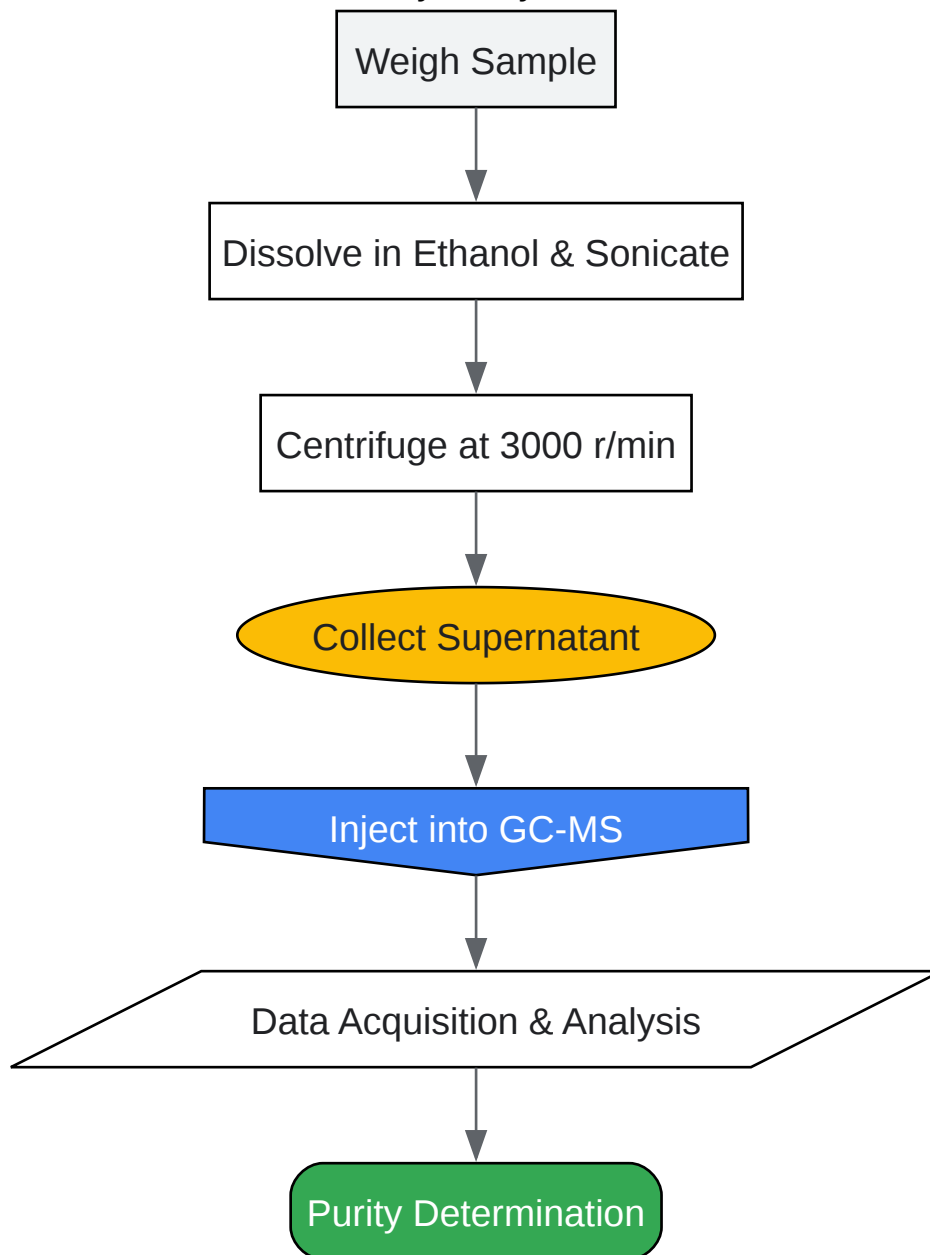 Weigh Sample
Dissolve in Ethanol & Sonicate
Centrifuge at 3000 r/min
Collect Supernatant
Inject into GC-MS
Data Acquisition & Analysis
Purity Determination